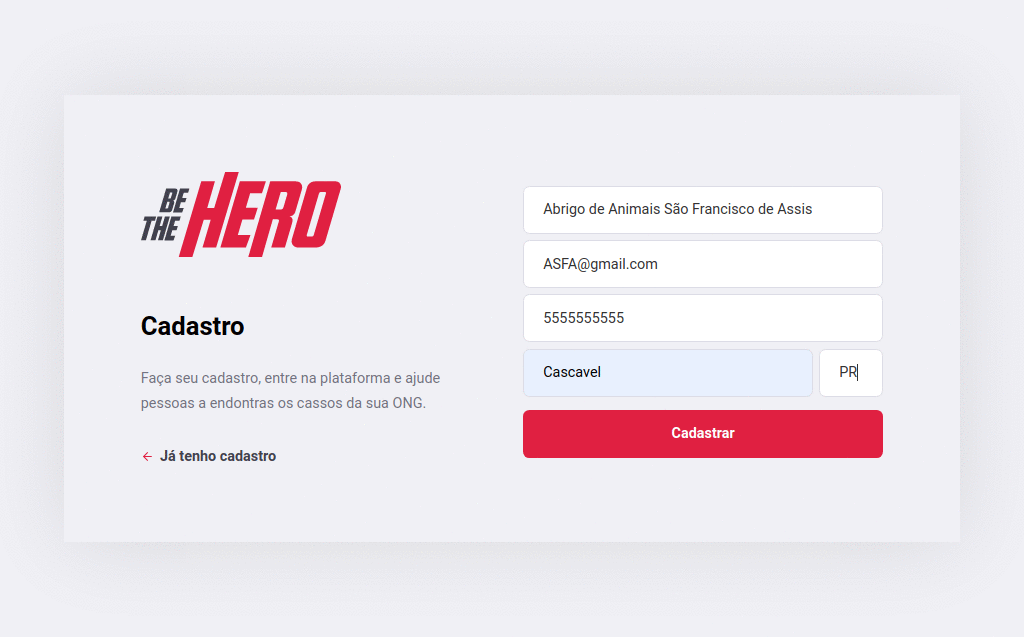 BE
THE HERO
Cadastro
Faça seu cadastro, entre na plataforma e ajude
pessoas a endontras os cassos da sua ONG.
Já tenho cadastro
Abrigo de Animais São Francisco de Assis
ASFA@gmail.com
5555555555
Cascavel PR
Cadastrar